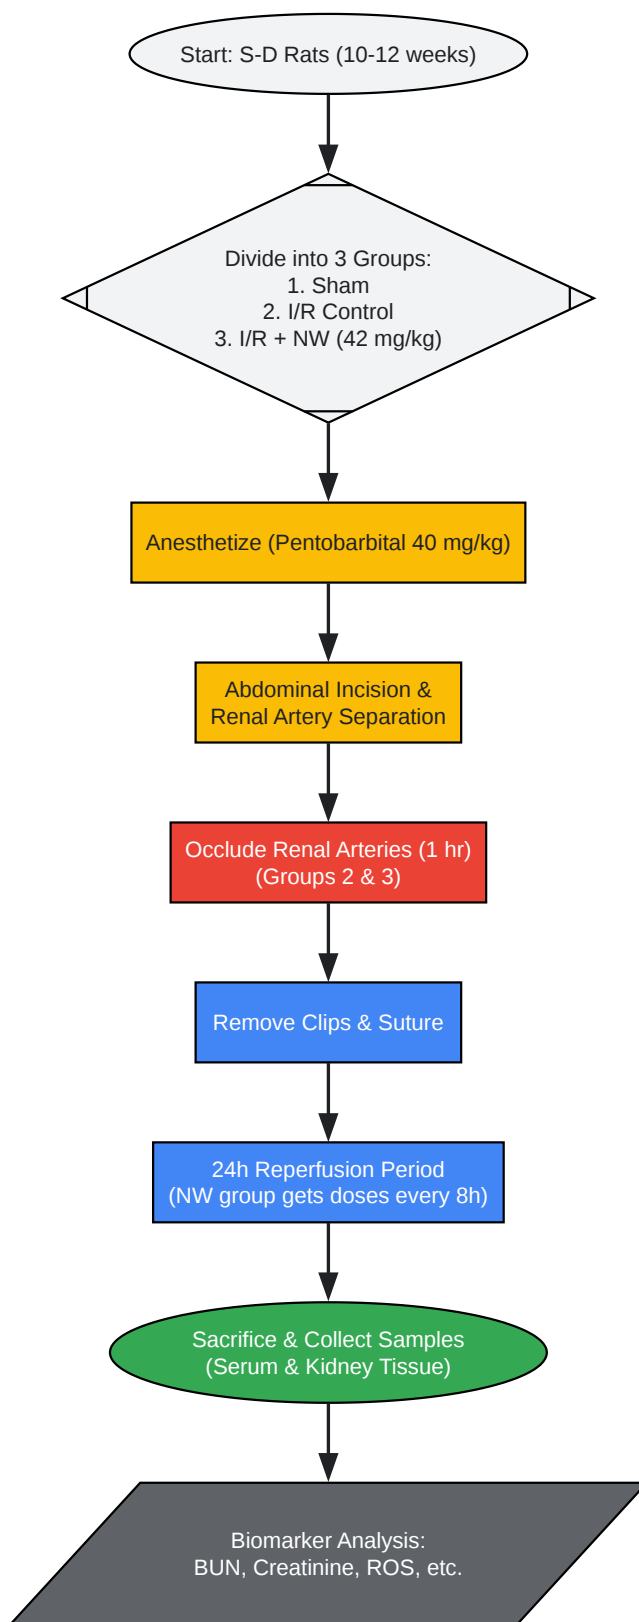 Start: S-D Rats (10-12 weeks)
Divide into 3 Groups:
1. Sham
2. I/R Control
3. I/R + NW (42 mg/kg)
Anesthetize (Pentobarbital 40 mg/kg)
Abdominal Incision &
Renal Artery Separation
Occlude Renal Arteries (1 hr)
(Groups 2 & 3)
Remove Clips & Suture
24h Reperfusion Period
(NW group gets doses every 8h)
Sacrifice & Collect Samples
(Serum & Kidney Tissue)
Biomarker Analysis:
BUN, Creatinine, ROS, etc.